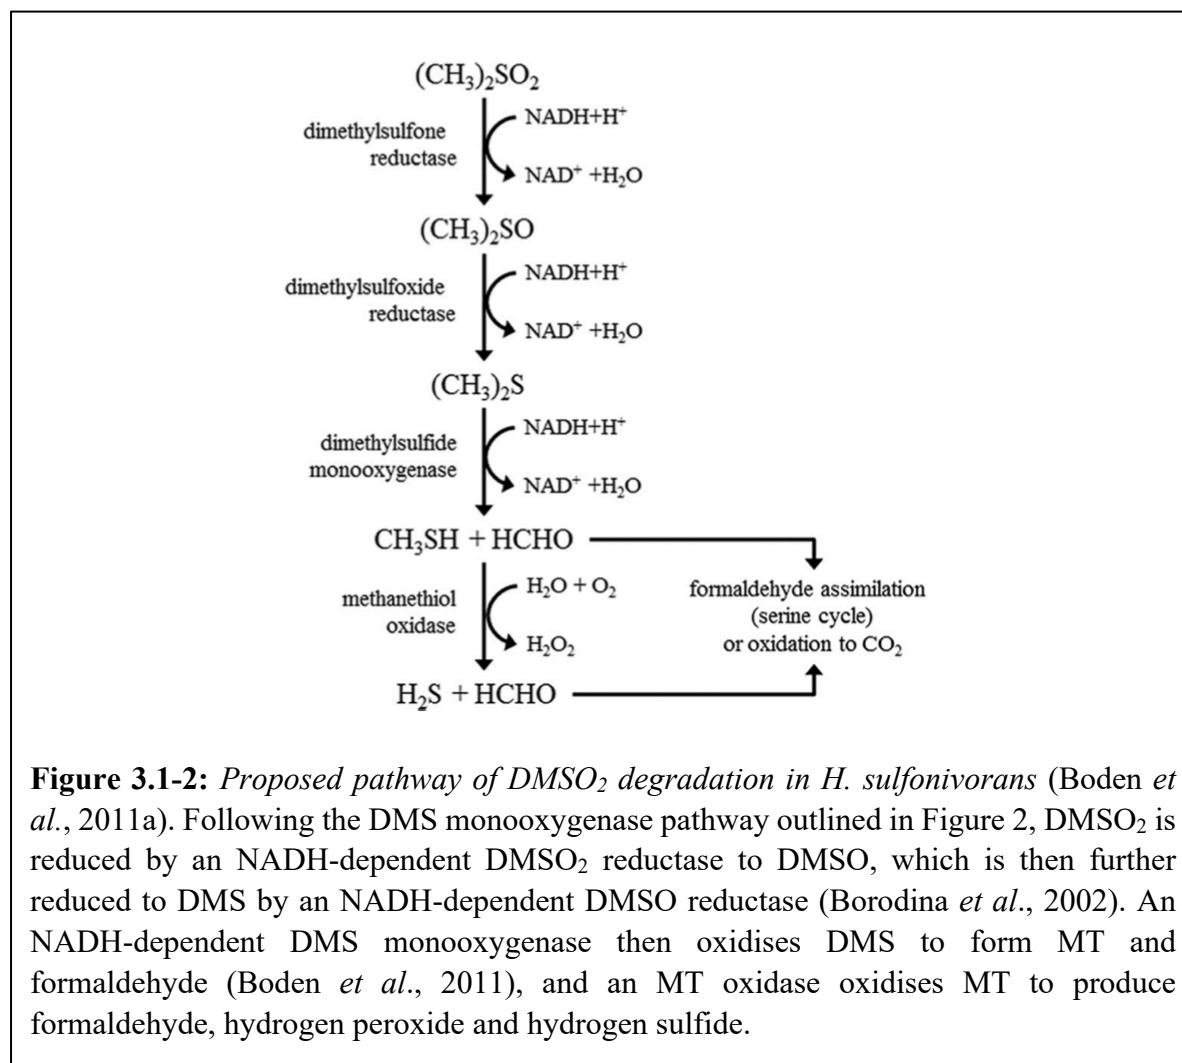 (CH₃)₂SO₂
dimethylsulfone
reductase
NADH+H⁺
NAD⁺ +H₂O
(CH₃)₂SO
dimethylsulfoxide
reductase
NADH+H⁺
NAD⁺ +H₂O
(CH₃)₂S
dimethylsulfide
monooxygenase
NADH+H⁺
NAD⁺ +H₂O
CH₃SH + HCHO
methanethiol
oxidase
H₂O + O₂
H₂O₂
formaldehyde assimilation
(serine cycle)
or oxidation to CO₂
H₂S + HCHO
Figure 3.1-2: Proposed pathway of DMSO₂ degradation in H. sulfonivorans (Boden et
al., 2011a). Following the DMS monooxygenase pathway outlined in Figure 2, DMSO₂ is
reduced by an NADH-dependent DMSO₂ reductase to DMSO, which is then further
reduced to DMS by an NADH-dependent DMSO reductase (Borodina et al., 2002). An
NADH-dependent DMS monooxygenase then oxidises DMS to form MT and
formaldehyde (Boden et al., 2011), and an MT oxidase oxidises MT to produce
formaldehyde, hydrogen peroxide and hydrogen sulfide.